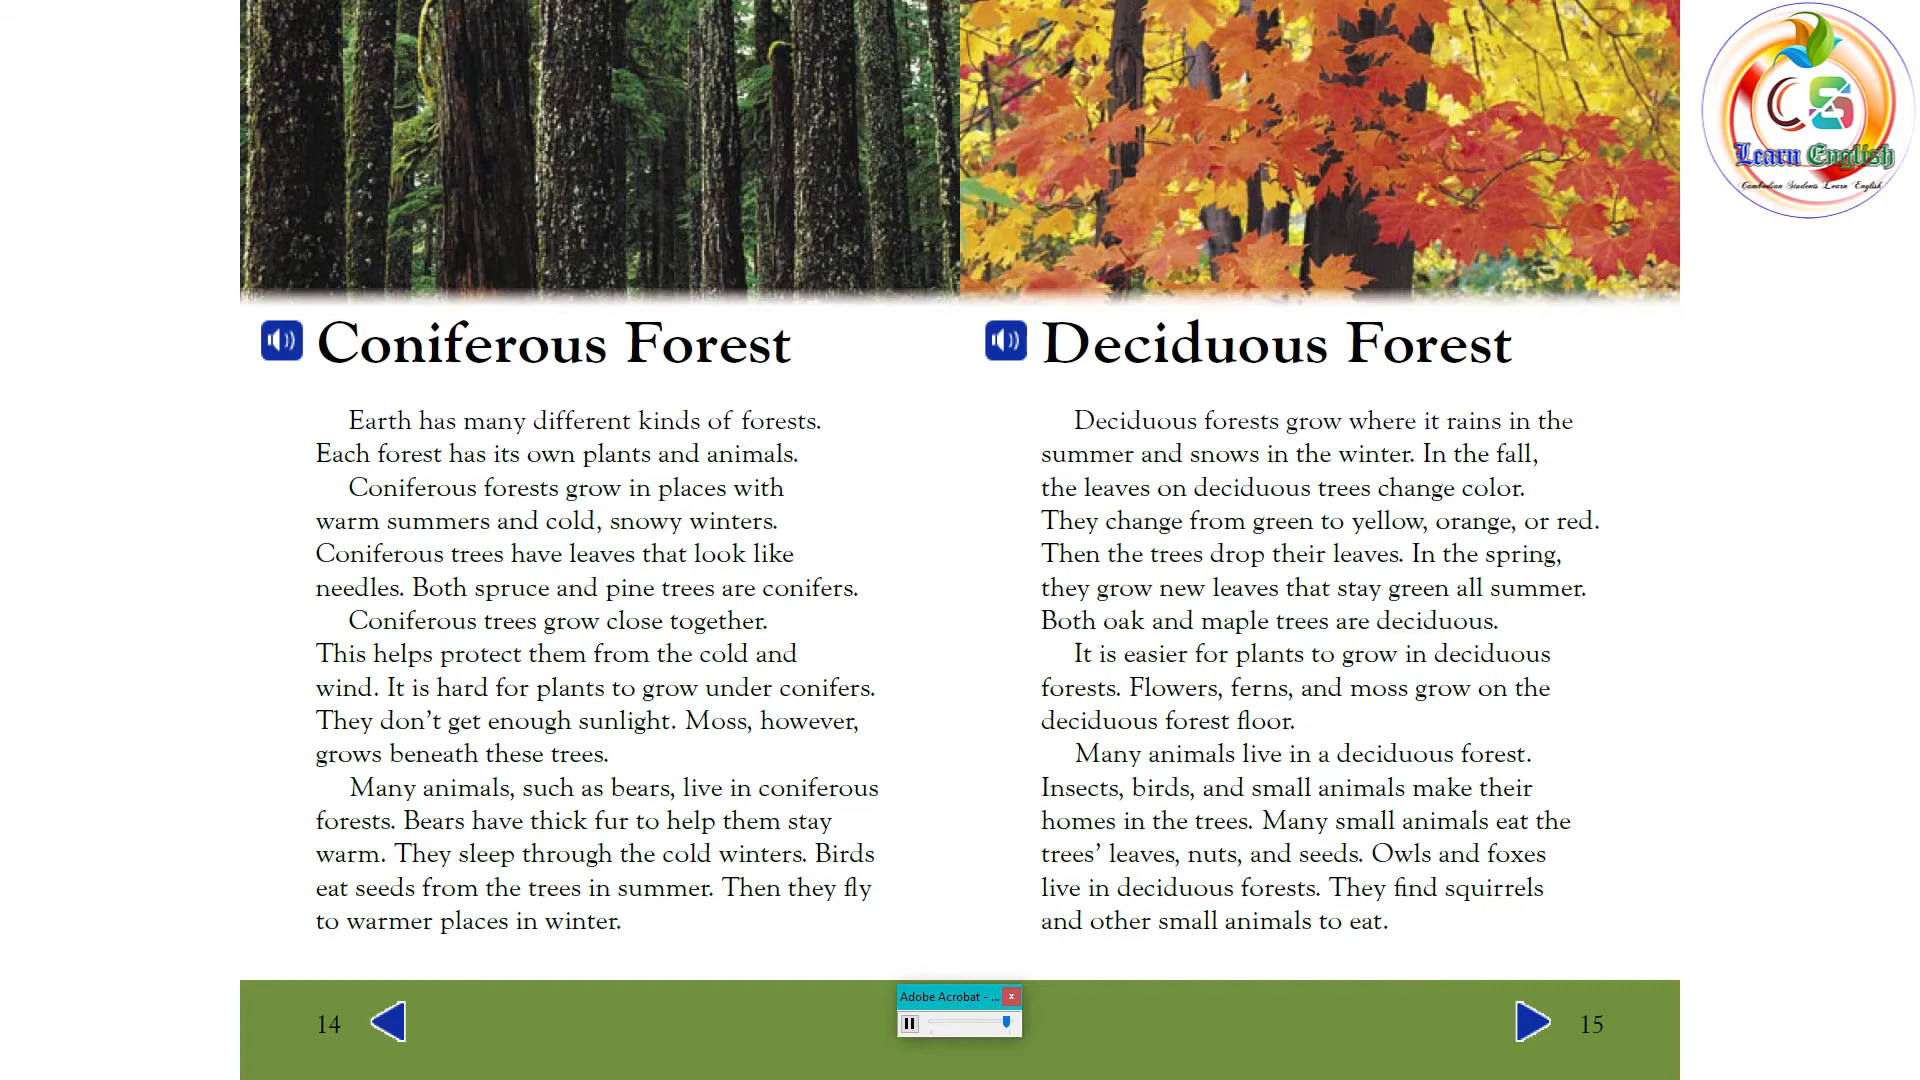 CS
Learn English
Cambodian Students Learn English
Coniferous Forest
Earth has many different kinds of forests.
Each forest has its own plants and animals.
Coniferous forests grow in places with
warm summers and cold, snowy winters.
Coniferous trees have leaves that look like
needles. Both spruce and pine trees are conifers.
Coniferous trees grow close together.
This helps protect them from the cold and
wind. It is hard for plants to grow under conifers.
They don’t get enough sunlight. Moss, however,
grows beneath these trees.
Many animals, such as bears, live in coniferous
forests. Bears have thick fur to help them stay
warm. They sleep through the cold winters. Birds
eat seeds from the trees in summer. Then they fly
to warmer places in winter.
14
Deciduous Forest
Deciduous forests grow where it rains in the
summer and snows in the winter. In the fall,
the leaves on deciduous trees change color.
They change from green to yellow, orange, or red.
Then the trees drop their leaves. In the spring,
they grow new leaves that stay green all summer.
Both oak and maple trees are deciduous.
It is easier for plants to grow in deciduous
forests. Flowers, ferns, and moss grow on the
deciduous forest floor.
Many animals live in a deciduous forest.
Insects, birds, and small animals make their
homes in the trees. Many small animals eat the
trees’ leaves, nuts, and seeds. Owls and foxes
live in deciduous forests. They find squirrels
and other small animals to eat.
15
Adobe Acrobat - ...